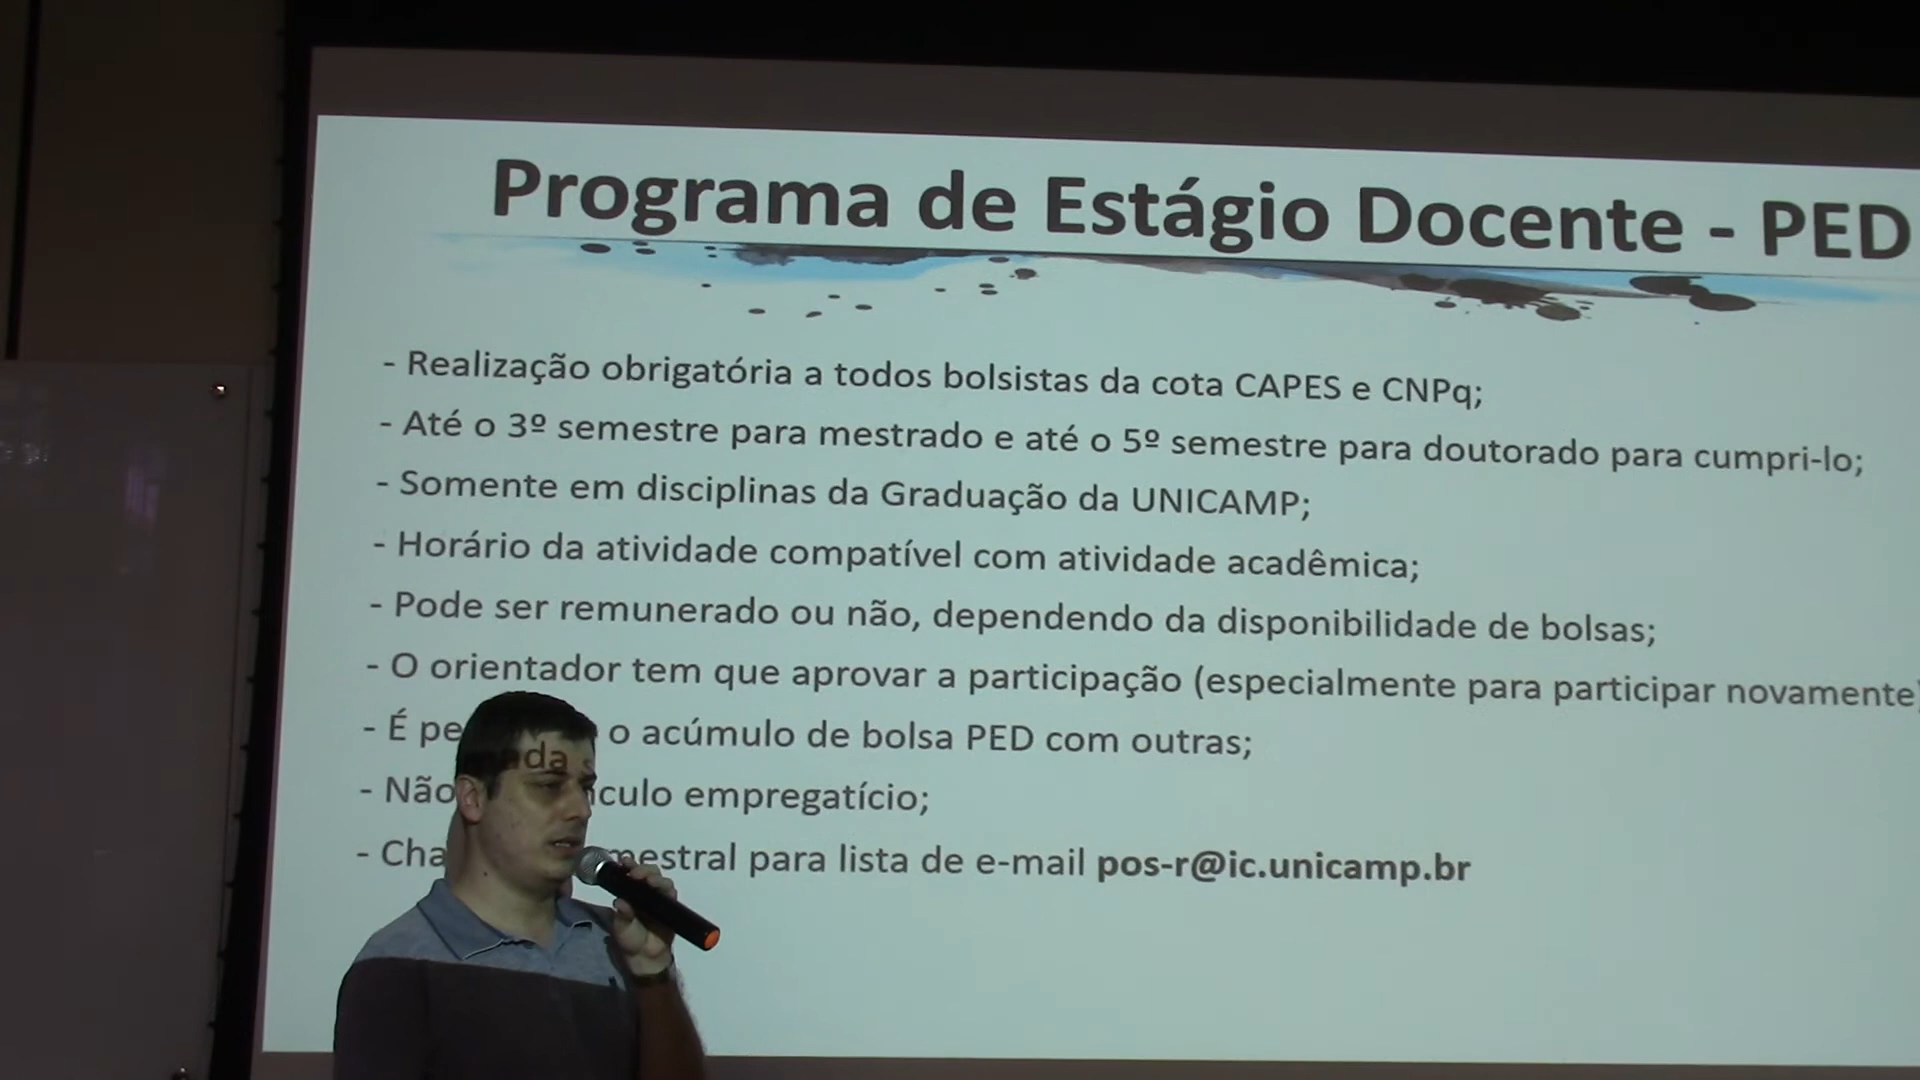 Programa de Estágio Docente - PED
- Realização obrigatória a todos bolsistas da cota CAPES e CNPq;
- Até o 3º semestre para mestrado e até o 5º semestre para doutorado para cumpri-lo;
- Somente em disciplinas da Graduação da UNICAMP;
- Horário da atividade compatível com atividade acadêmica;
- Pode ser remunerado ou não, dependendo da disponibilidade de bolsas;
- O orientador tem que aprovar a participação (especialmente para participar novamente)
- É o acúmulo de bolsa PED com outras;
- Não empregatício;
- para lista de e-mail pos-r@ic.unicamp.br